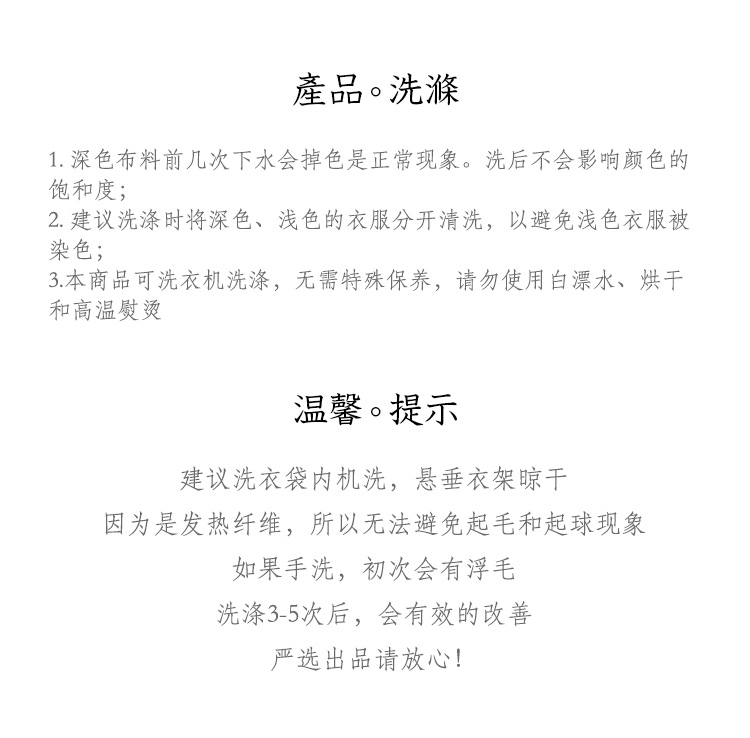 產品。洗滌
1. 深色布料前几次下水会掉色是正常现象。洗后不会影响颜色的
饱和度；
2. 建议洗涤时将深色、浅色的衣服分开清洗，以避免浅色衣服被
染色；
3.本商品可洗衣机洗涤，无需特殊保养，请勿使用白漂水、烘干
和高温熨烫
温馨。提示
建议洗衣袋内机洗，悬垂衣架晾干
因为是发热纤维，所以无法避免起毛和起球现象
如果手洗，初次会有浮毛
洗涤3-5次后，会有效的改善
严选出品请放心！